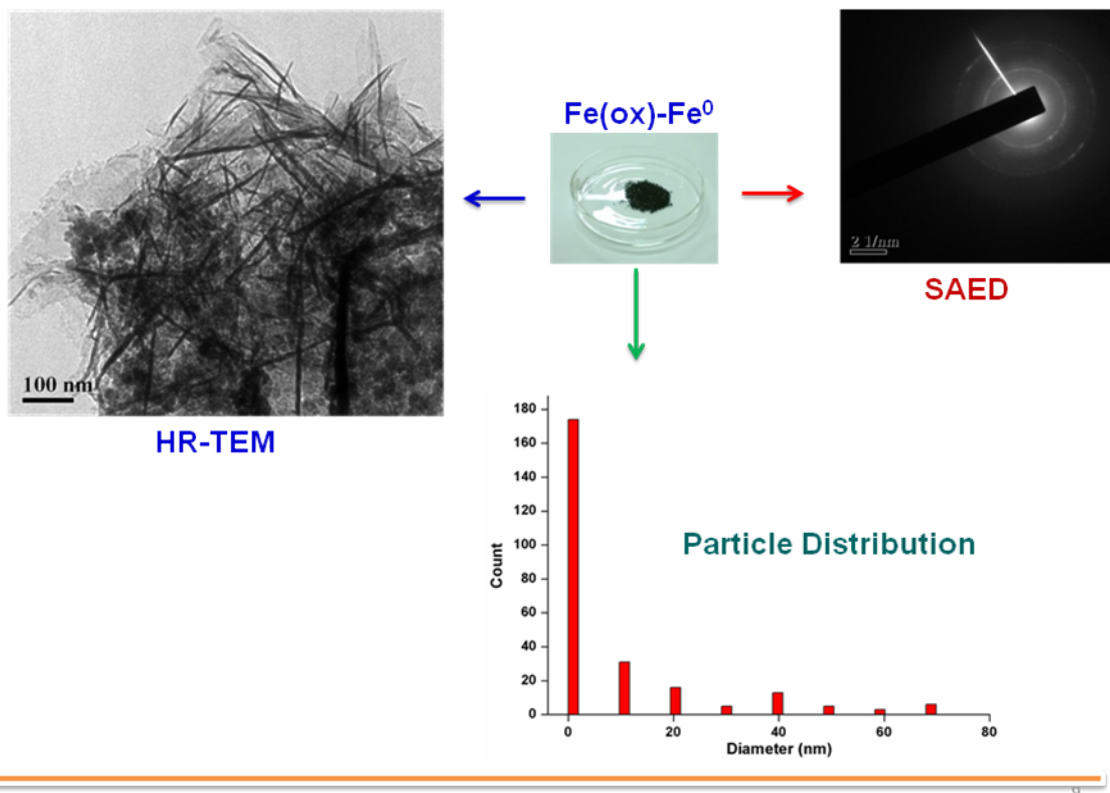 Fe(ox)-Fe⁰
100 nm
HR-TEM
2 1/nm
SAED
Particle Distribution
180
160
140
120
100
80
60
40
20
0
Count
0 20 40 60 80
Diameter (nm)
9